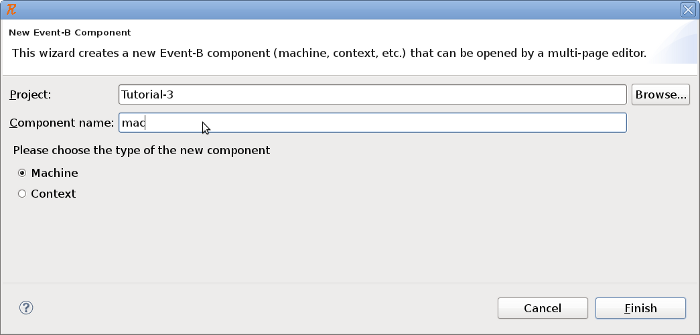 New Event-B Component
This wizard creates a new Event-B component (machine, context, etc.) that can be opened by a multi-page editor.
Project: Tutorial-3 Browse...
Component name: mac
Please choose the type of the new component
Machine
Context
? Cancel Finish